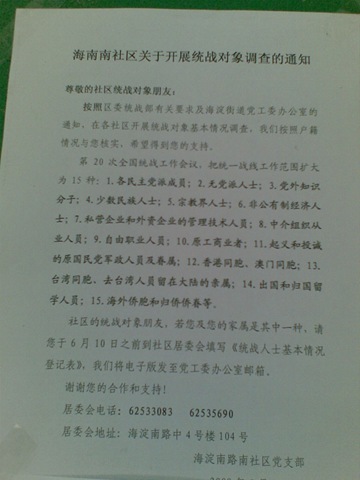 海南南社区关于开展统战对象调查的通知
尊敬的社区统战对象朋友:
按照区委统战部有关要求及海淀街道党工委办公室的
通知,在各社区开展统战对象基本情况调查,我们按照户籍
情况与您核实,希望得到您的支持。
第 20 次全国统战工作会议,把统一战线工作范围扩大
为 15 种:1.各民主党派成员;2.无党派人士;3.党外知识
分子;4.少数民族人士;5.宗教界人士;6.非公有制经济人
士;7.私营企业和外资企业的管理技术人员;8.中介组织从
业人员;9.自由职业人员;10.原工商业者;11.起义和投诚
的原国民党军政人员及眷属;12.香港同胞、澳门同胞;13.
台湾同胞、去台湾人员留在大陆的亲属;14.出国和归国留
学人员;15.海外侨胞和归侨侨眷等。
社区的统战对象朋友,若您及您的家属是其中一种,请
您于 6 月 10 日之前到社区居委会填写《统战人士基本情况
登记表》,我们将电子版发至党工委办公室邮箱。
谢谢您的合作和支持!
居委会电话:62533083 62535690
居委会地址:海淀南路中 4 号楼 104 号
海淀南路南社区党支部